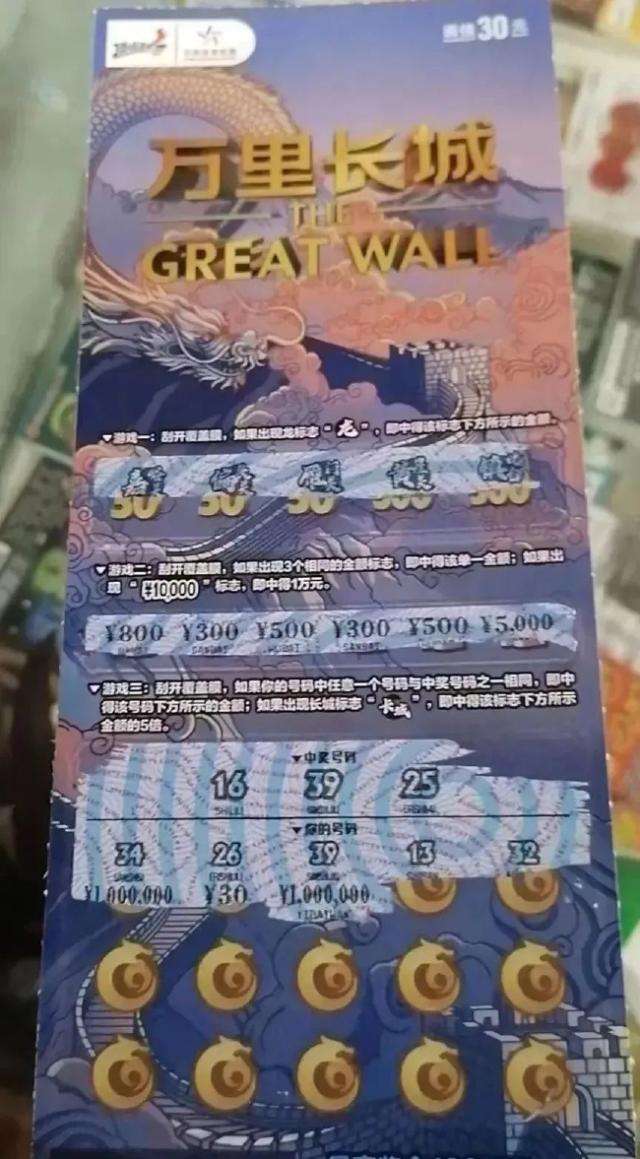 面值30元
万里长城
THE
GREAT WALL
▼游戏一：刮开覆盖膜，如果出现龙标志“龙”，即中得该标志下方所示的金额。
▼游戏二：刮开覆盖膜，如果出现3个相同的金额标志，即中得该单一金额；如果出
现“¥10,000”标志，即中得1万元。
¥800 ¥300 ¥500 ¥300 ¥500 ¥5,000
▼游戏三：刮开覆盖膜，如果你的号码中任意一个号码与中奖号码之一相同，即中
得该号码下方所示的金额；如果出现长城标志“长城”，即中得该标志下方所示
金额的5倍。
▼中奖号码
16 39 25
▼你的号码
34 26 39 13 32
¥1,000,000 ¥30 ¥1,000,000